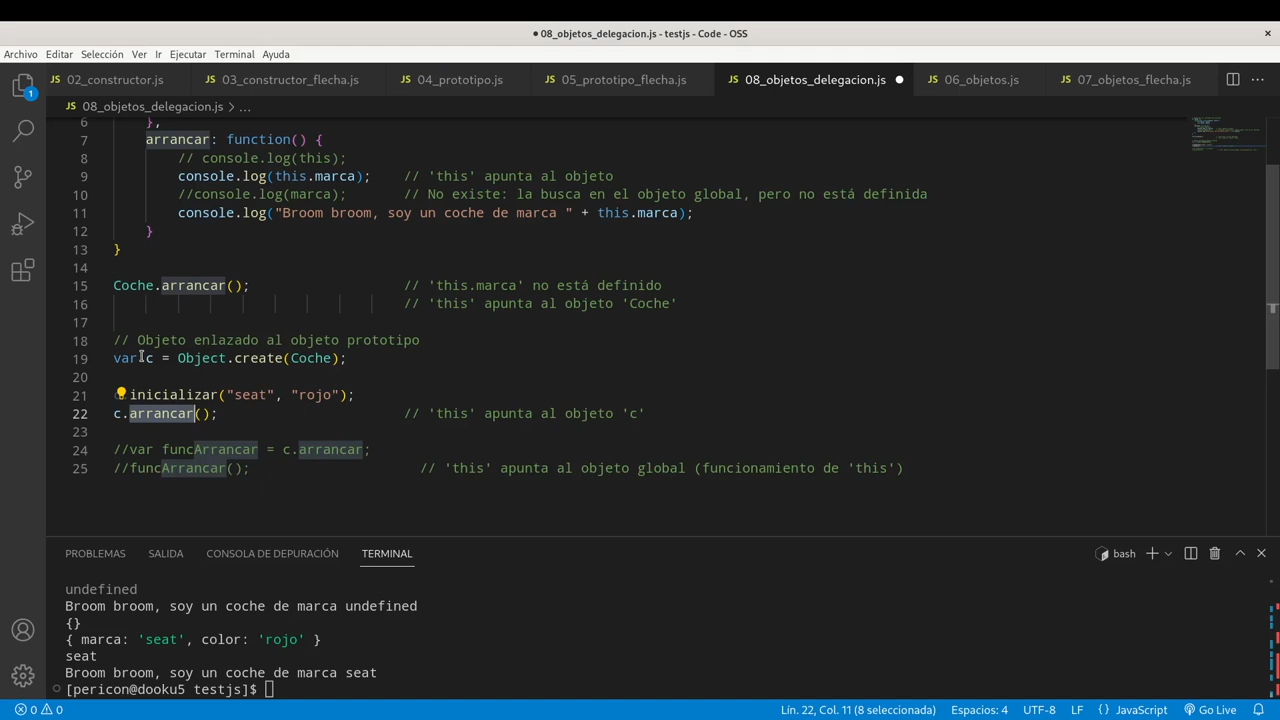 08_objetos_delegacion.js - testjs - Code - OSS
Archivo Editar Selección Ver Ir Ejecutar Terminal Ayuda
JS 02_constructor.js JS 03_constructor_flecha.js JS 04_prototipo.js JS 05_prototipo_flecha.js JS 08_objetos_delegacion.js JS 06_objetos.js JS 07_objetos_flecha.js
1
JS 08_objetos_delegacion.js > ...
6 },
7 arrancar: function() {
8 // console.log(this);
9 console.log(this.marca); // 'this' apunta al objeto
10 //console.log(marca); // No existe: la busca en el objeto global, pero no está definida
11 console.log("Broom broom, soy un coche de marca " + this.marca);
12 }
13 }
14
15 Coche.arrancar(); // 'this.marca' no está definido
16 // 'this' apunta al objeto 'Coche'
17
18 // Objeto enlazado al objeto prototipo
19 var c = Object.create(Coche);
20
21 inicializar("seat", "rojo");
22 c.arrancar(); // 'this' apunta al objeto 'c'
23
24 //var funcArrancar = c.arrancar;
25 //funcArrancar(); // 'this' apunta al objeto global (funcionamiento de 'this')
PROBLEMAS SALIDA CONSOLA DE DEPURACIÓN TERMINAL bash
undefined
Broom broom, soy un coche de marca undefined
{}
{ marca: 'seat', color: 'rojo' }
seat
Broom broom, soy un coche de marca seat
[pericon@dooku5 testjs]$
0 0 Lín. 22, Col. 11 (8 seleccionada) Espacios: 4 UTF-8 LF {} JavaScript Go Live